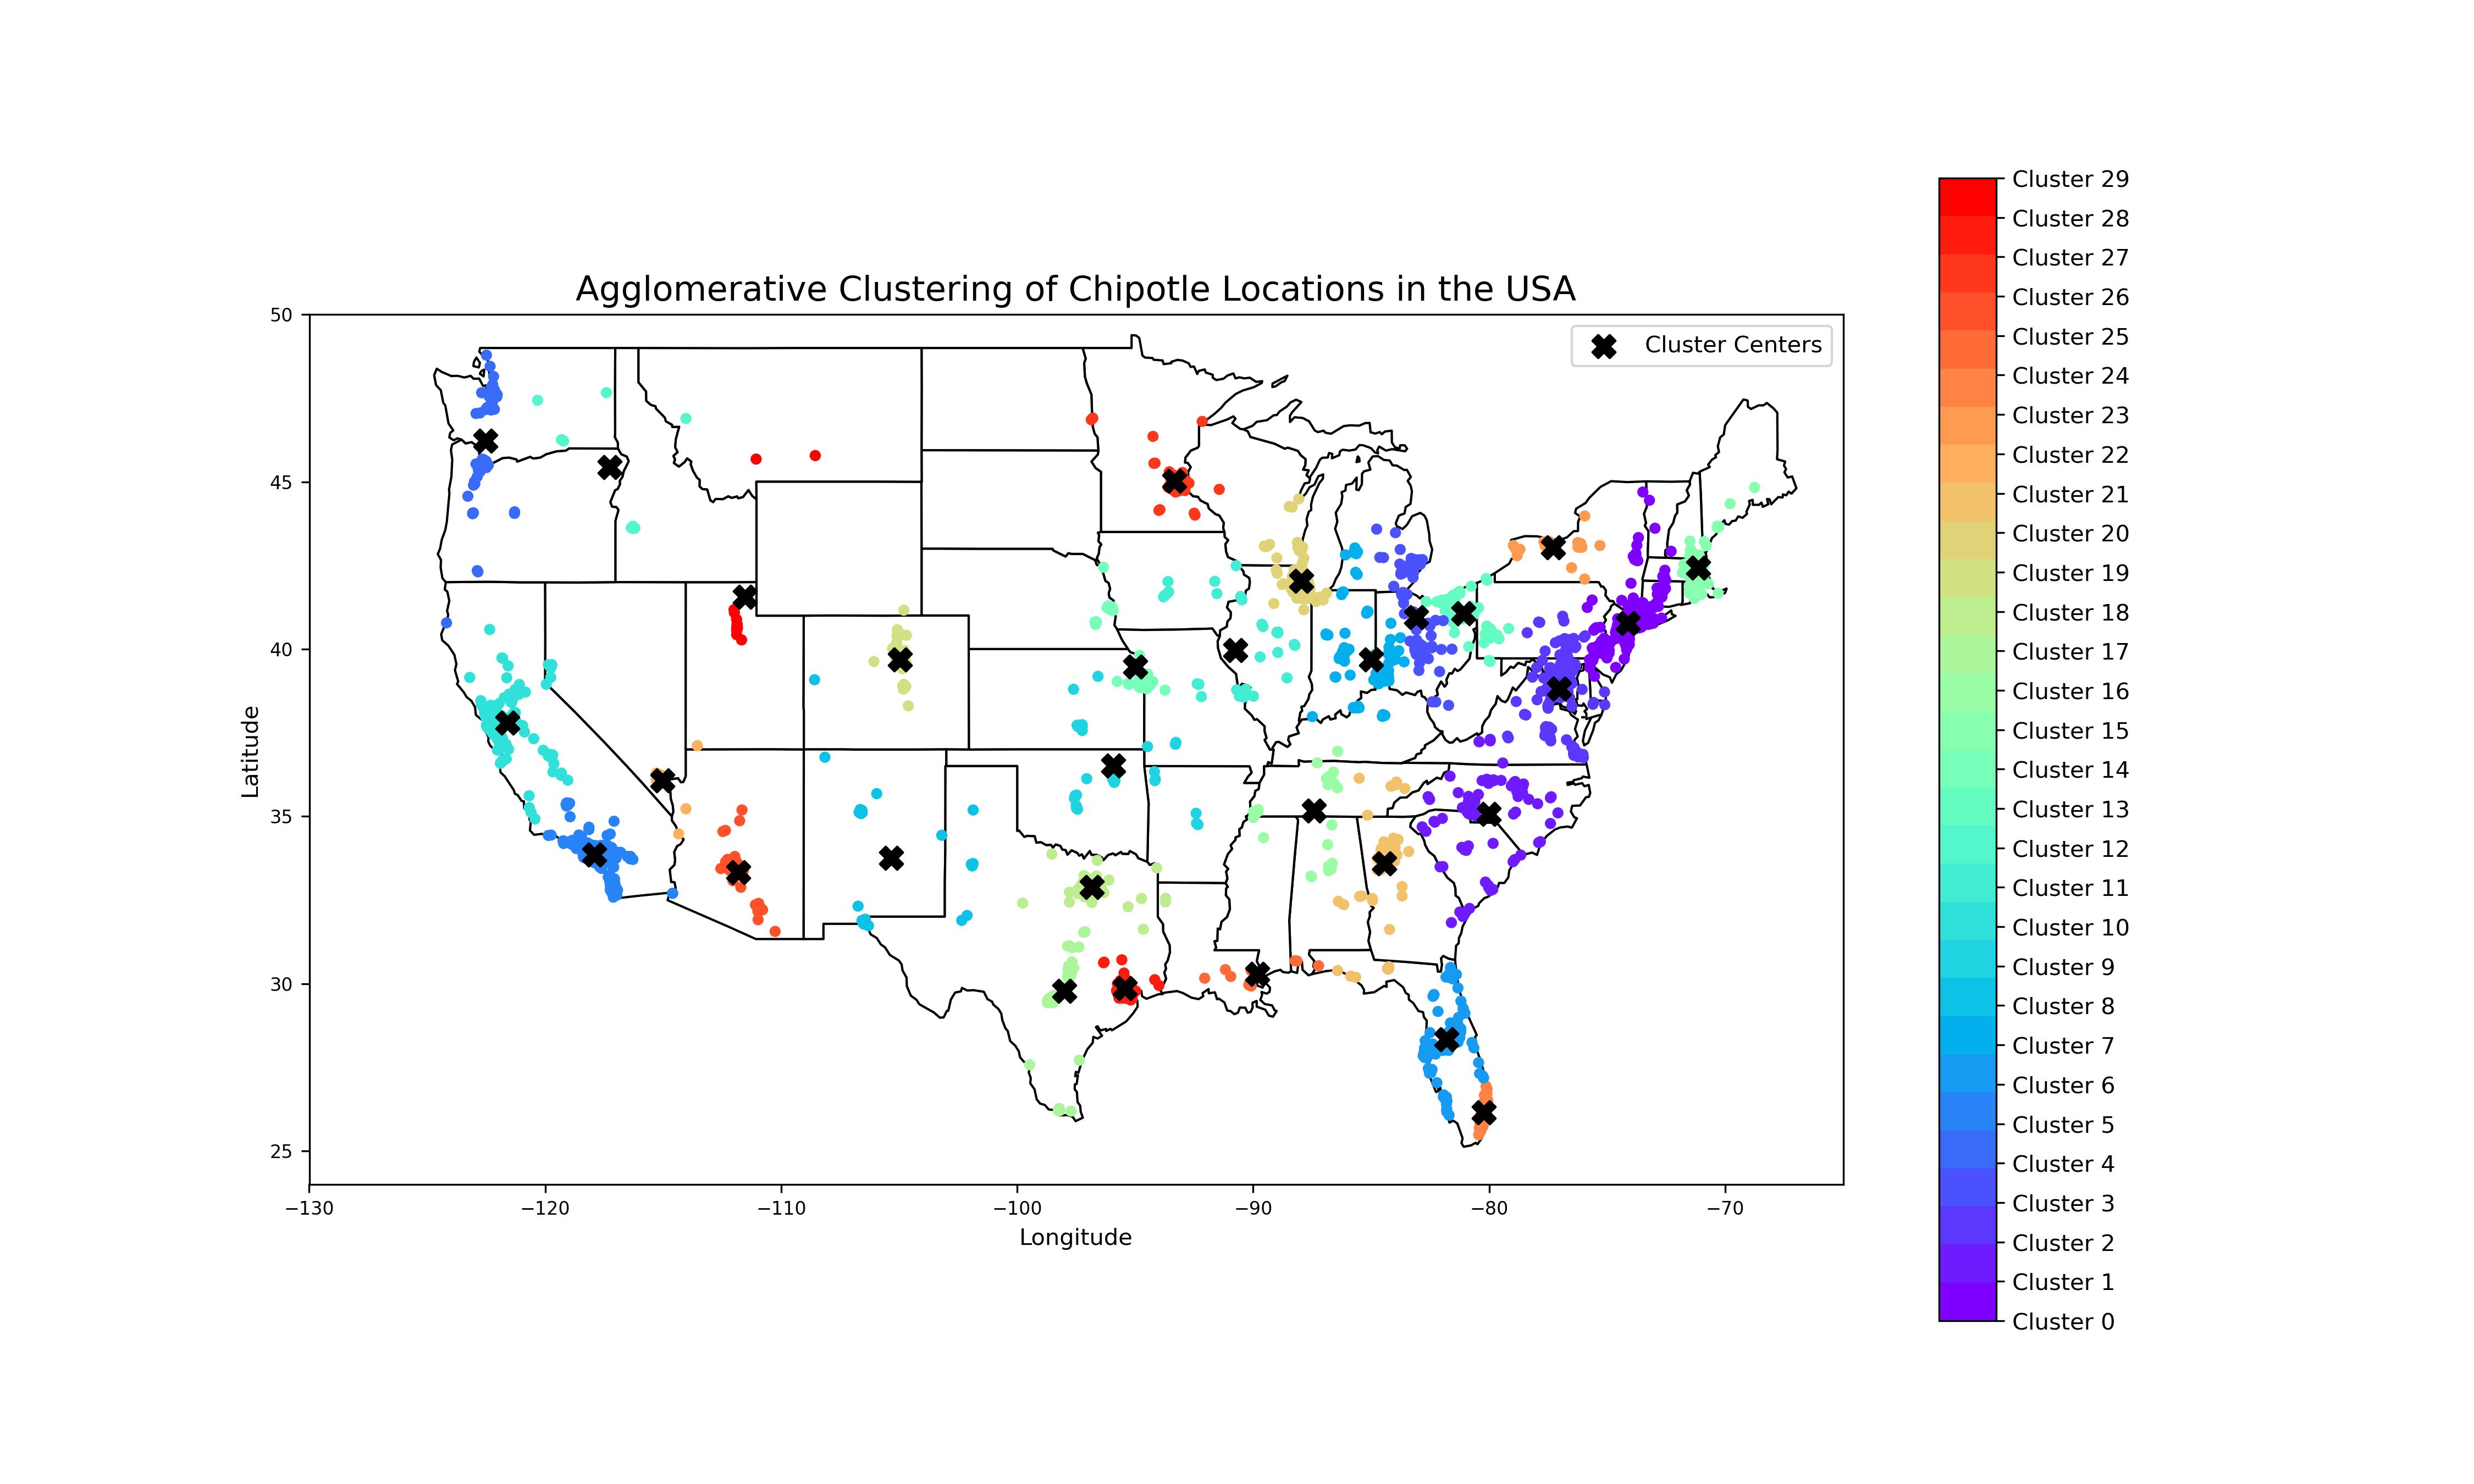 Agglomerative Clustering of Chipotle Locations in the USA
Cluster Centers
50
45
40
35
30
25
Latitude
−130
−120
−110
−100
−90
−80
−70
Longitude
Cluster 29
Cluster 28
Cluster 27
Cluster 26
Cluster 25
Cluster 24
Cluster 23
Cluster 22
Cluster 21
Cluster 20
Cluster 19
Cluster 18
Cluster 17
Cluster 16
Cluster 15
Cluster 14
Cluster 13
Cluster 12
Cluster 11
Cluster 10
Cluster 9
Cluster 8
Cluster 7
Cluster 6
Cluster 5
Cluster 4
Cluster 3
Cluster 2
Cluster 1
Cluster 0